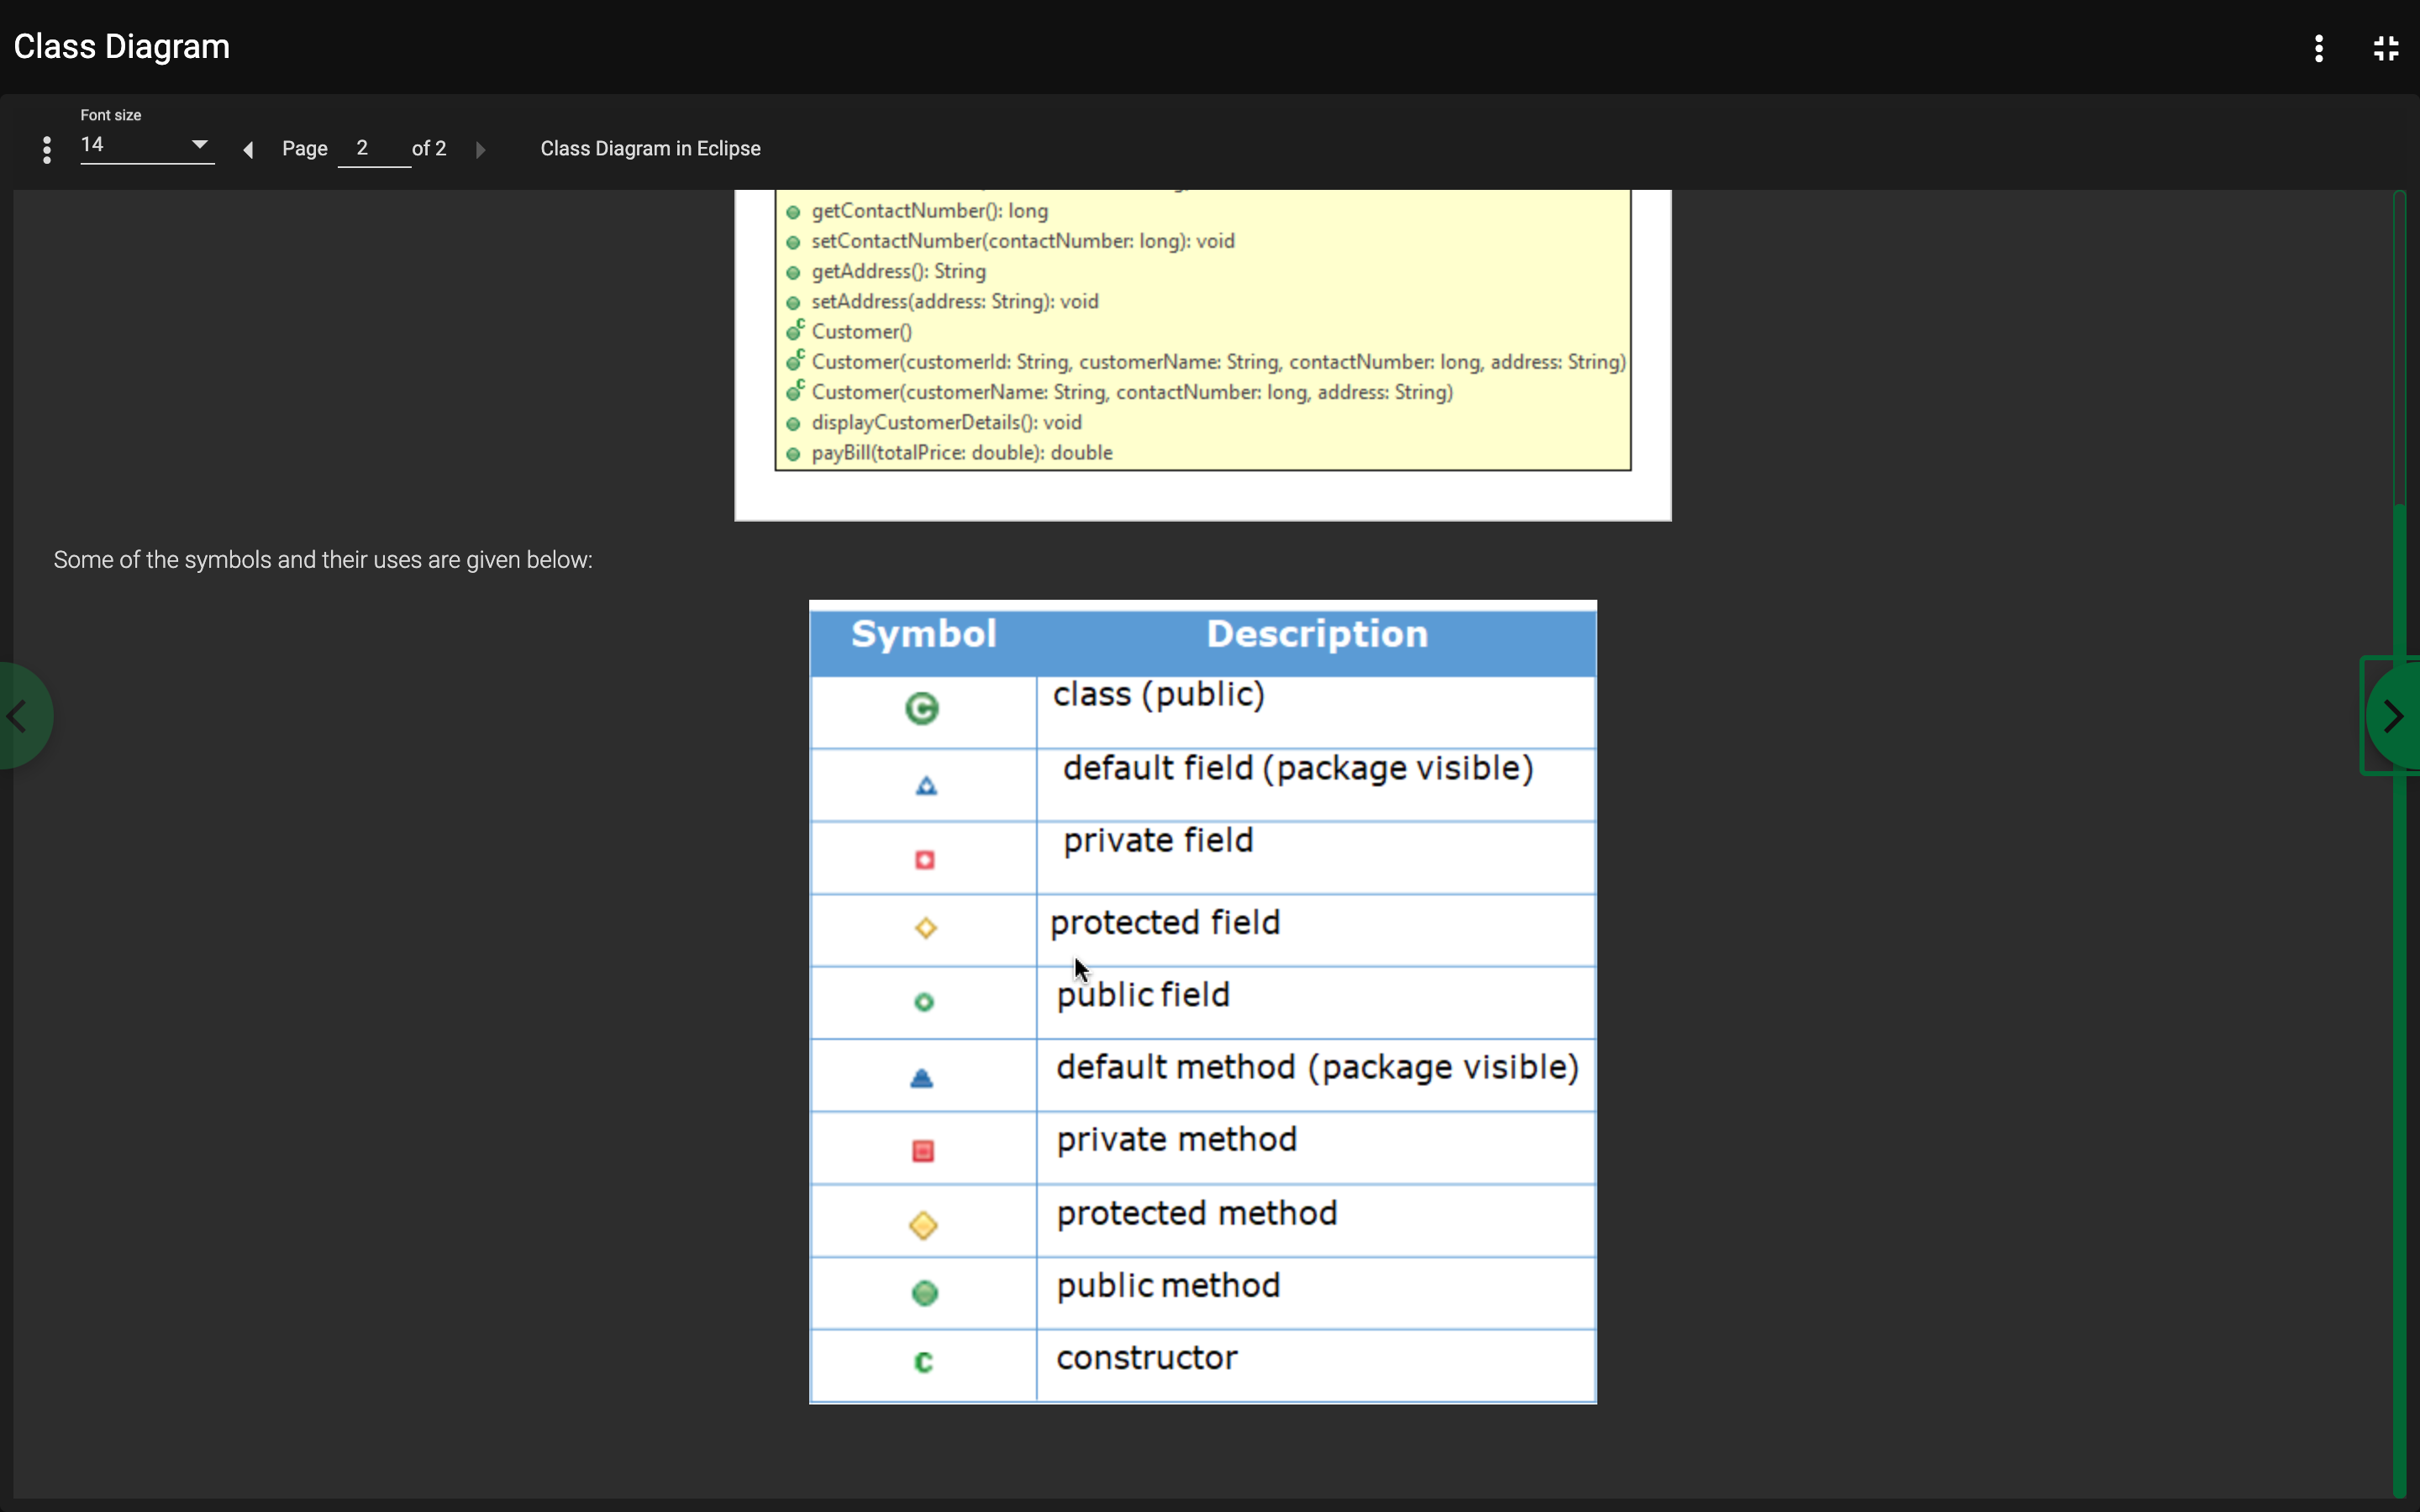 Class Diagram
Font size
14
Page 2 of 2
Class Diagram in Eclipse
getContactNumber(): long
setContactNumber(contactNumber: long): void
getAddress(): String
setAddress(address: String): void
C Customer()
C Customer(customerId: String, customerName: String, contactNumber: long, address: String)
C Customer(customerName: String, contactNumber: long, address: String)
displayCustomerDetails(): void
payBill(totalPrice: double): double
Some of the symbols and their uses are given below:
Symbol Description
C class (public)
default field (package visible)
private field
protected field
public field
default method (package visible)
private method
protected method
public method
C constructor